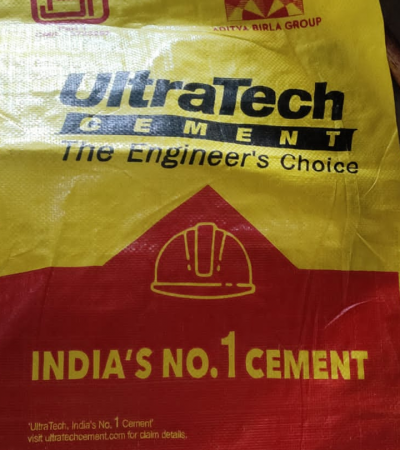 ADITYA BIRLA GROUP
UltraTech
CEMENT
The Engineer's Choice
INDIA'S NO.1 CEMENT
'UltraTech, India's No. 1 Cement'
visit ultratechcement.com for claim details.